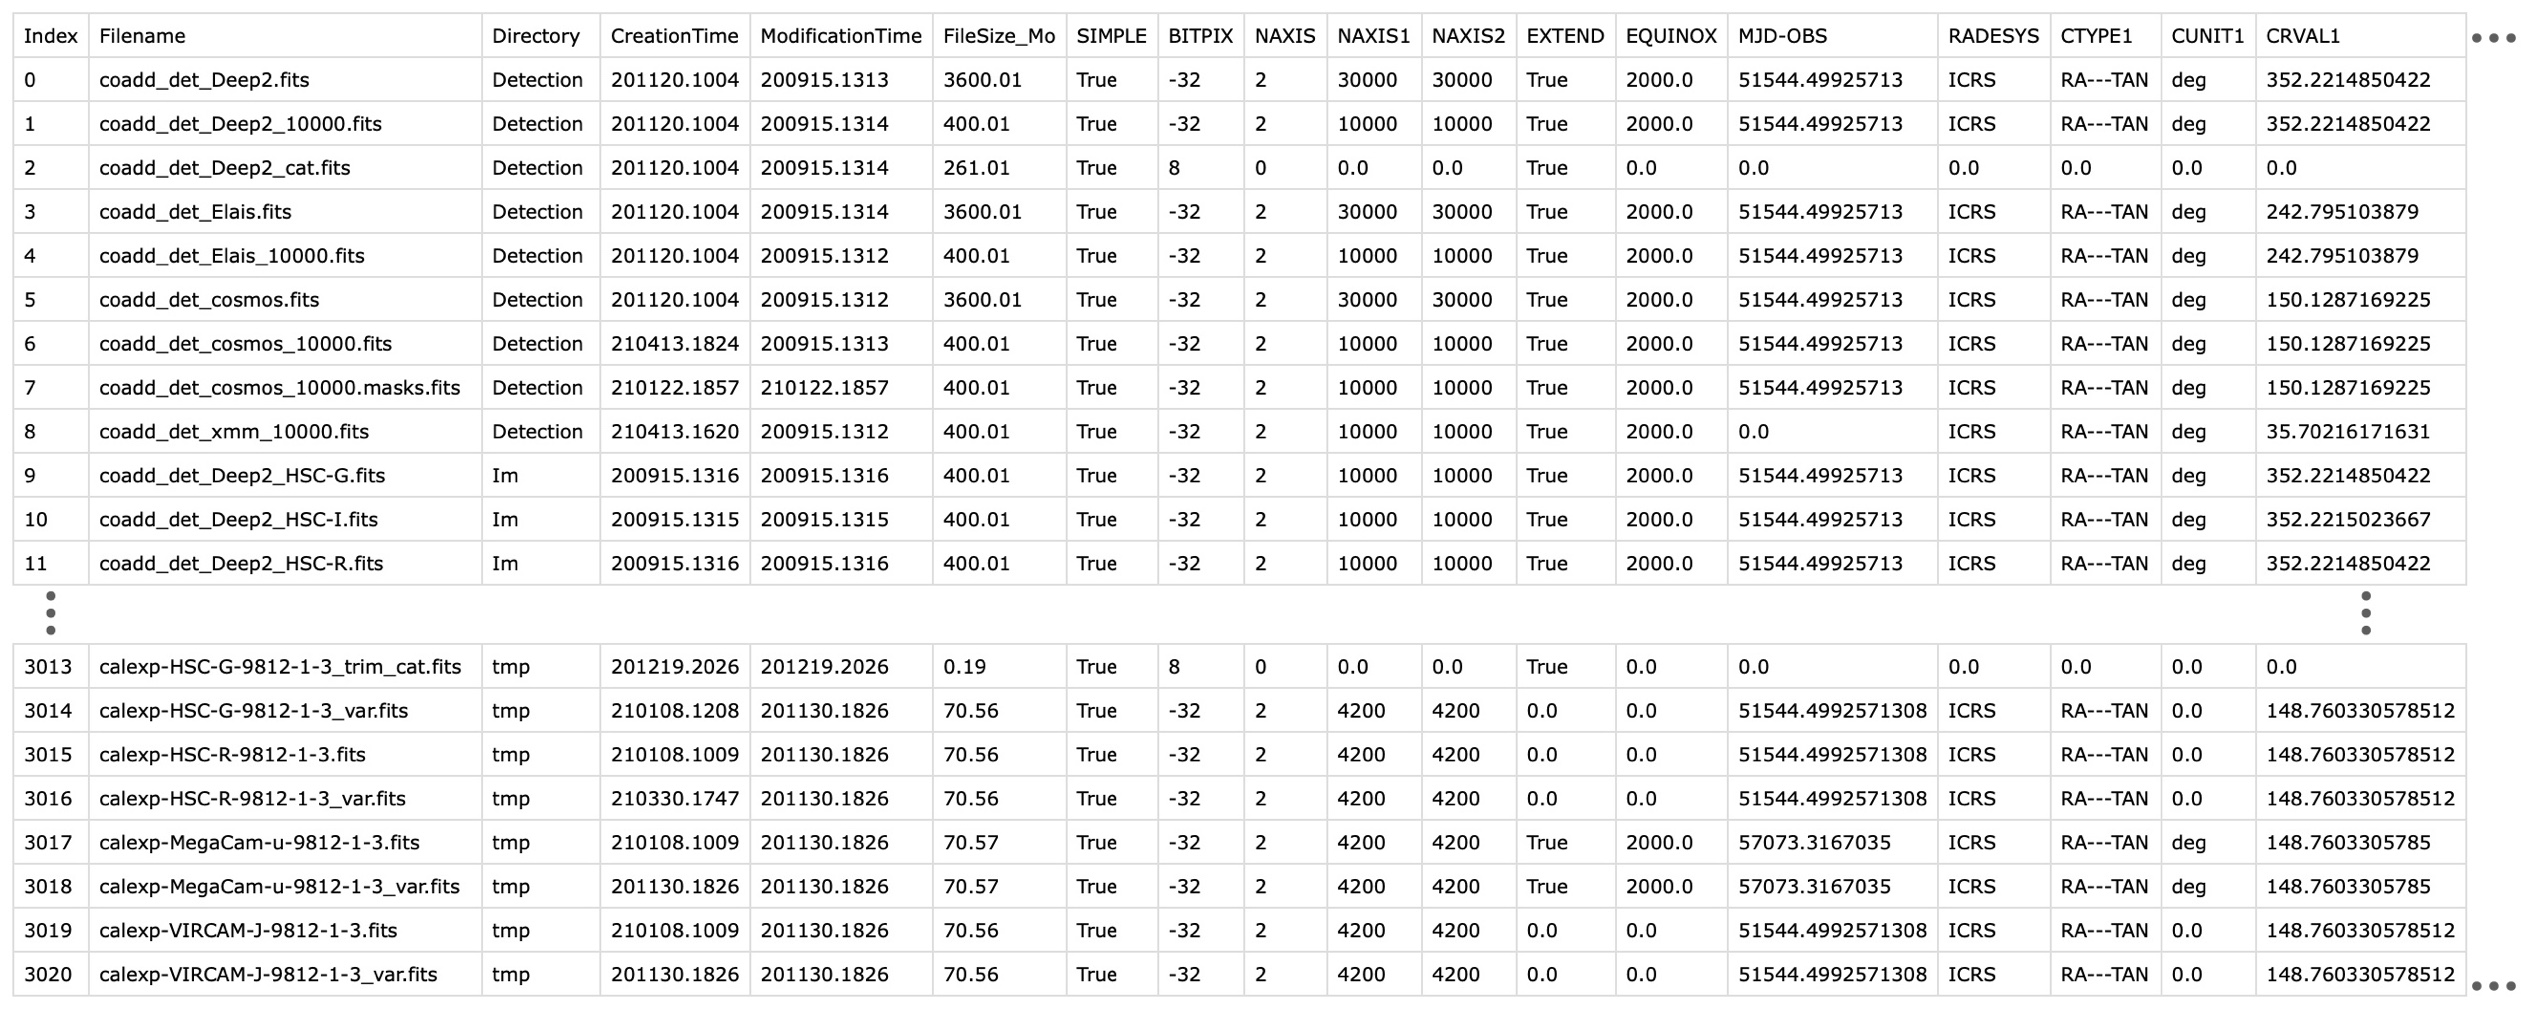 Index Filename Directory CreationTime ModificationTime FileSize_Mo SIMPLE BITPIX NAXIS NAXIS1 NAXIS2 EXTEND EQUINOX MJD-OBS RADESYS CTYPE1 CUNIT1 CRVAL1
0 coadd_det_Deep2.fits Detection 201120.1004 200915.1313 3600.01 True -32 2 30000 30000 True 2000.0 51544.49925713 ICRS RA---TAN deg 352.2214850422
1 coadd_det_Deep2_10000.fits Detection 201120.1004 200915.1314 400.01 True -32 2 10000 10000 True 2000.0 51544.49925713 ICRS RA---TAN deg 352.2214850422
2 coadd_det_Deep2_cat.fits Detection 201120.1004 200915.1314 261.01 True 8 0 0.0 0.0 True 0.0 0.0 0.0 0.0 0.0 0.0
3 coadd_det_Elais.fits Detection 201120.1004 200915.1314 3600.01 True -32 2 30000 30000 True 2000.0 51544.49925713 ICRS RA---TAN deg 242.795103879
4 coadd_det_Elais_10000.fits Detection 201120.1004 200915.1312 400.01 True -32 2 10000 10000 True 2000.0 51544.49925713 ICRS RA---TAN deg 242.795103879
5 coadd_det_cosmos.fits Detection 201120.1004 200915.1312 3600.01 True -32 2 30000 30000 True 2000.0 51544.49925713 ICRS RA---TAN deg 150.1287169225
6 coadd_det_cosmos_10000.fits Detection 210413.1824 200915.1313 400.01 True -32 2 10000 10000 True 2000.0 51544.49925713 ICRS RA---TAN deg 150.1287169225
7 coadd_det_cosmos_10000.masks.fits Detection 210122.1857 210122.1857 400.01 True -32 2 10000 10000 True 2000.0 51544.49925713 ICRS RA---TAN deg 150.1287169225
8 coadd_det_xmm_10000.fits Detection 210413.1620 200915.1312 400.01 True -32 2 10000 10000 True 2000.0 0.0 ICRS RA---TAN deg 35.70216171631
9 coadd_det_Deep2_HSC-G.fits Im 200915.1316 200915.1316 400.01 True -32 2 10000 10000 True 2000.0 51544.49925713 ICRS RA---TAN deg 352.2214850422
10 coadd_det_Deep2_HSC-I.fits Im 200915.1315 200915.1315 400.01 True -32 2 10000 10000 True 2000.0 51544.49925713 ICRS RA---TAN deg 352.2215023667
11 coadd_det_Deep2_HSC-R.fits Im 200915.1316 200915.1316 400.01 True -32 2 10000 10000 True 2000.0 51544.49925713 ICRS RA---TAN deg 352.2214850422
3013 calexp-HSC-G-9812-1-3_trim_cat.fits tmp 201219.2026 201219.2026 0.19 True 8 0 0.0 0.0 True 0.0 0.0 0.0 0.0 0.0 0.0
3014 calexp-HSC-G-9812-1-3_var.fits tmp 210108.1208 201130.1826 70.56 True -32 2 4200 4200 0.0 0.0 51544.4992571308 ICRS RA---TAN 0.0 148.760330578512
3015 calexp-HSC-R-9812-1-3.fits tmp 210108.1009 201130.1826 70.56 True -32 2 4200 4200 0.0 0.0 51544.4992571308 ICRS RA---TAN 0.0 148.760330578512
3016 calexp-HSC-R-9812-1-3_var.fits tmp 210330.1747 201130.1826 70.56 True -32 2 4200 4200 0.0 0.0 51544.4992571308 ICRS RA---TAN 0.0 148.760330578512
3017 calexp-MegaCam-u-9812-1-3.fits tmp 210108.1009 201130.1826 70.57 True -32 2 4200 4200 True 2000.0 57073.3167035 ICRS RA---TAN deg 148.7603305785
3018 calexp-MegaCam-u-9812-1-3_var.fits tmp 201130.1826 201130.1826 70.57 True -32 2 4200 4200 True 2000.0 57073.3167035 ICRS RA---TAN deg 148.7603305785
3019 calexp-VIRCAM-J-9812-1-3.fits tmp 210108.1009 201130.1826 70.56 True -32 2 4200 4200 0.0 0.0 51544.4992571308 ICRS RA---TAN 0.0 148.760330578512
3020 calexp-VIRCAM-J-9812-1-3_var.fits tmp 201130.1826 201130.1826 70.56 True -32 2 4200 4200 0.0 0.0 51544.4992571308 ICRS RA---TAN 0.0 148.760330578512